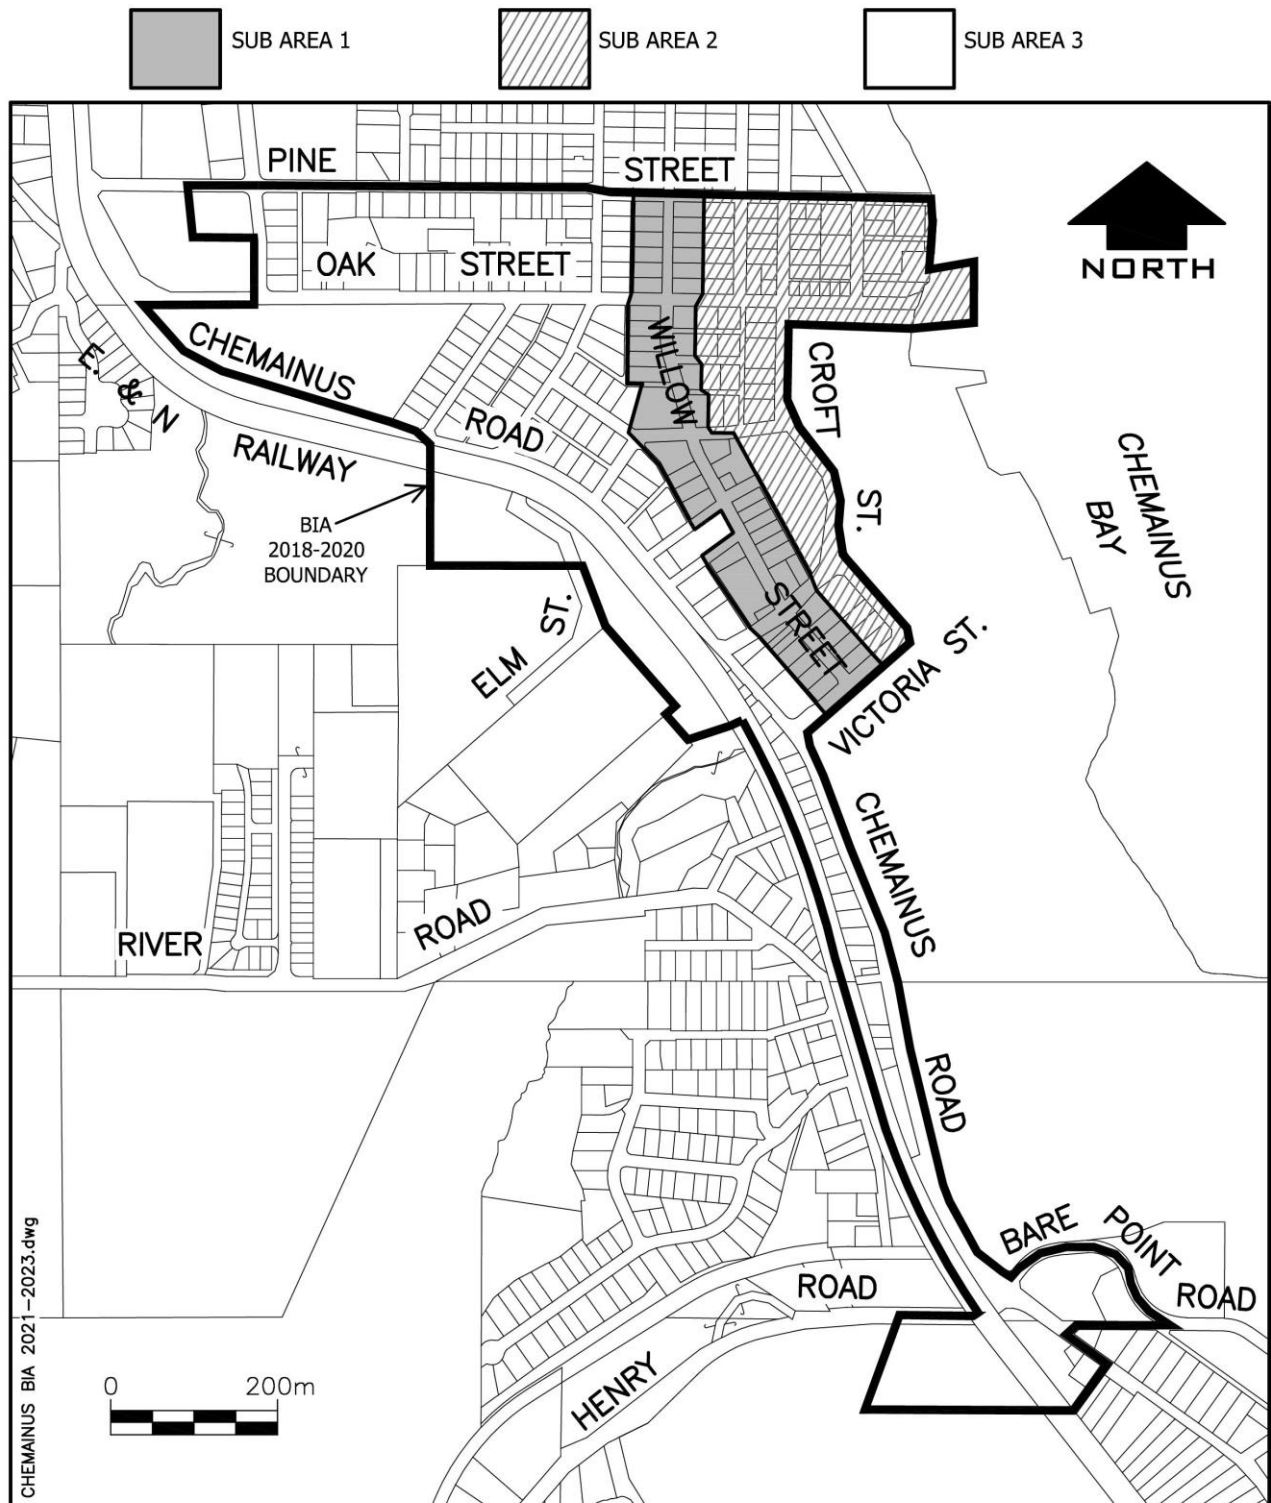 SUB AREA 1
SUB AREA 2
SUB AREA 3
PINE
STREET
OAK
STREET
NORTH
CHEMAINUS
ROAD
WILLOW
STREET
CROFT
ST.
E. & N
RAILWAY
BIA
2018-2020
BOUNDARY
CHEMAINUS
BAY
ELM
ST.
VICTORIA ST.
CHEMAINUS
ROAD
RIVER
ROAD
BARE
POINT
ROAD
ROAD
HENRY
0
200m
CHEMAINUS BIA 2021-2023.dwg